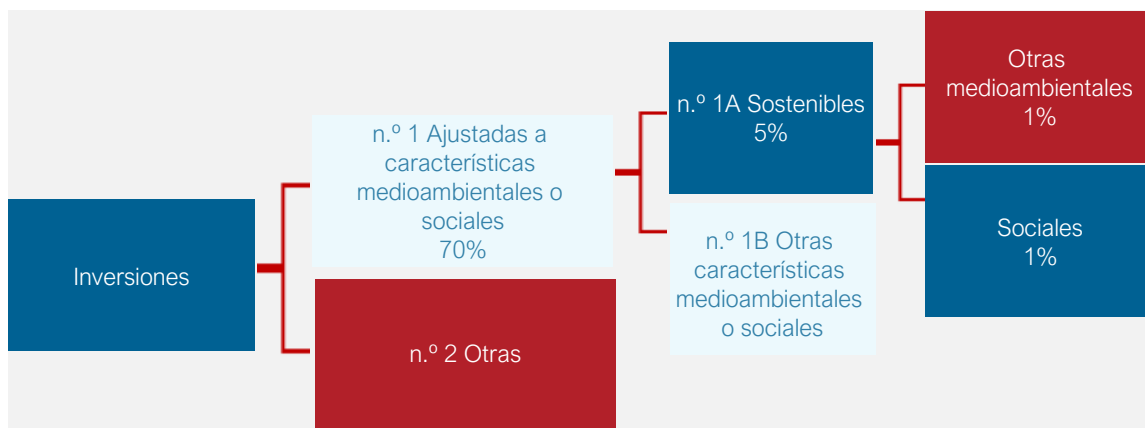 Inversiones
n.º 1 Ajustadas a
características
medioambientales o
sociales
70%
n.º 2 Otras
n.º 1A Sostenibles
5%
n.º 1B Otras
características
medioambientales
o sociales
Otras
medioambientales
1%
Sociales
1%